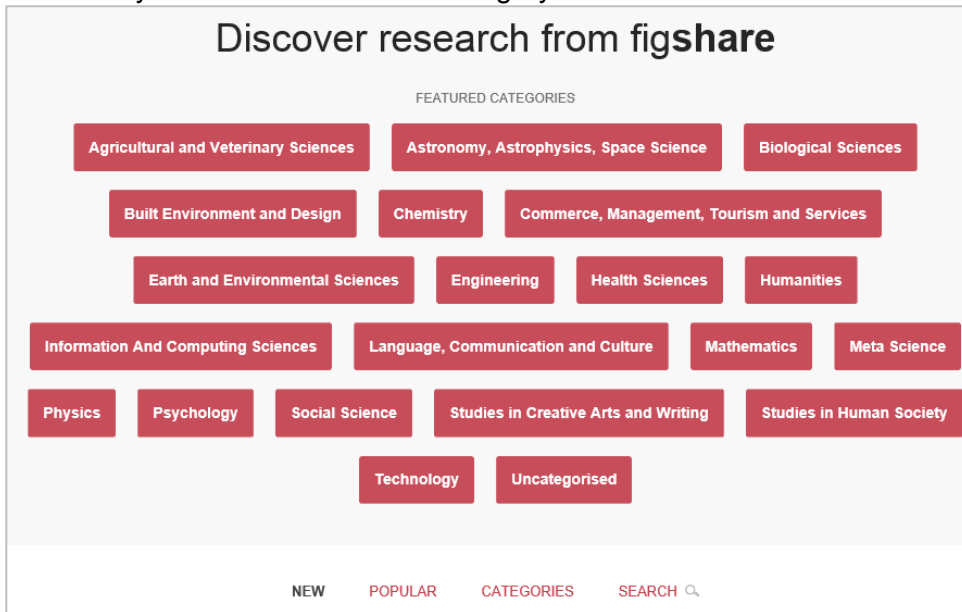 Discover research from figshare
FEATURED CATEGORIES
Agricultural and Veterinary Sciences Astronomy, Astrophysics, Space Science Biological Sciences
Built Environment and Design Chemistry Commerce, Management, Tourism and Services
Earth and Environmental Sciences Engineering Health Sciences Humanities
Information And Computing Sciences Language, Communication and Culture Mathematics Meta Science
Physics Psychology Social Science Studies in Creative Arts and Writing Studies in Human Society
Technology Uncategorised
NEW POPULAR CATEGORIES SEARCH